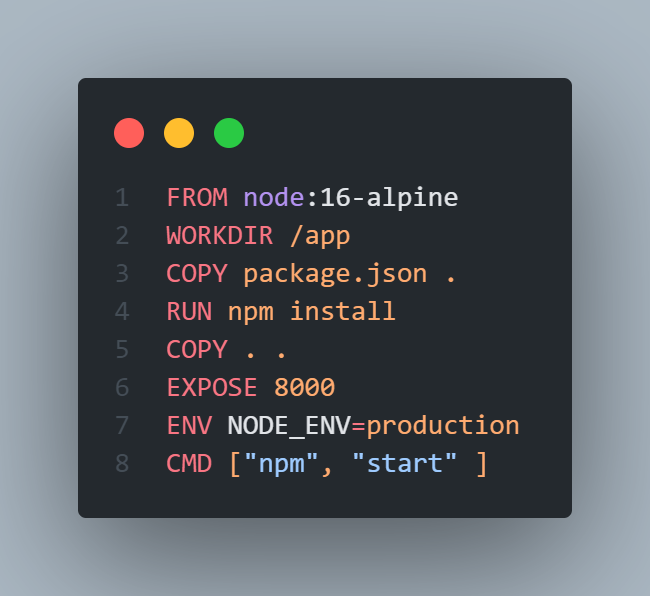 1 FROM node:16-alpine
2 WORKDIR /app
3 COPY package.json .
4 RUN npm install
5 COPY . .
6 EXPOSE 8000
7 ENV NODE_ENV=production
8 CMD ["npm", "start" ]